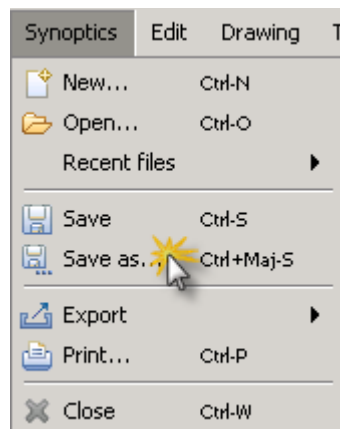 Synoptics Edit Drawing T
New... Ctrl-N
Open... Ctrl-O
Recent files
Save Ctrl-S
Save as... Ctrl+Maj-S
Export
Print... Ctrl-P
Close Ctrl-W